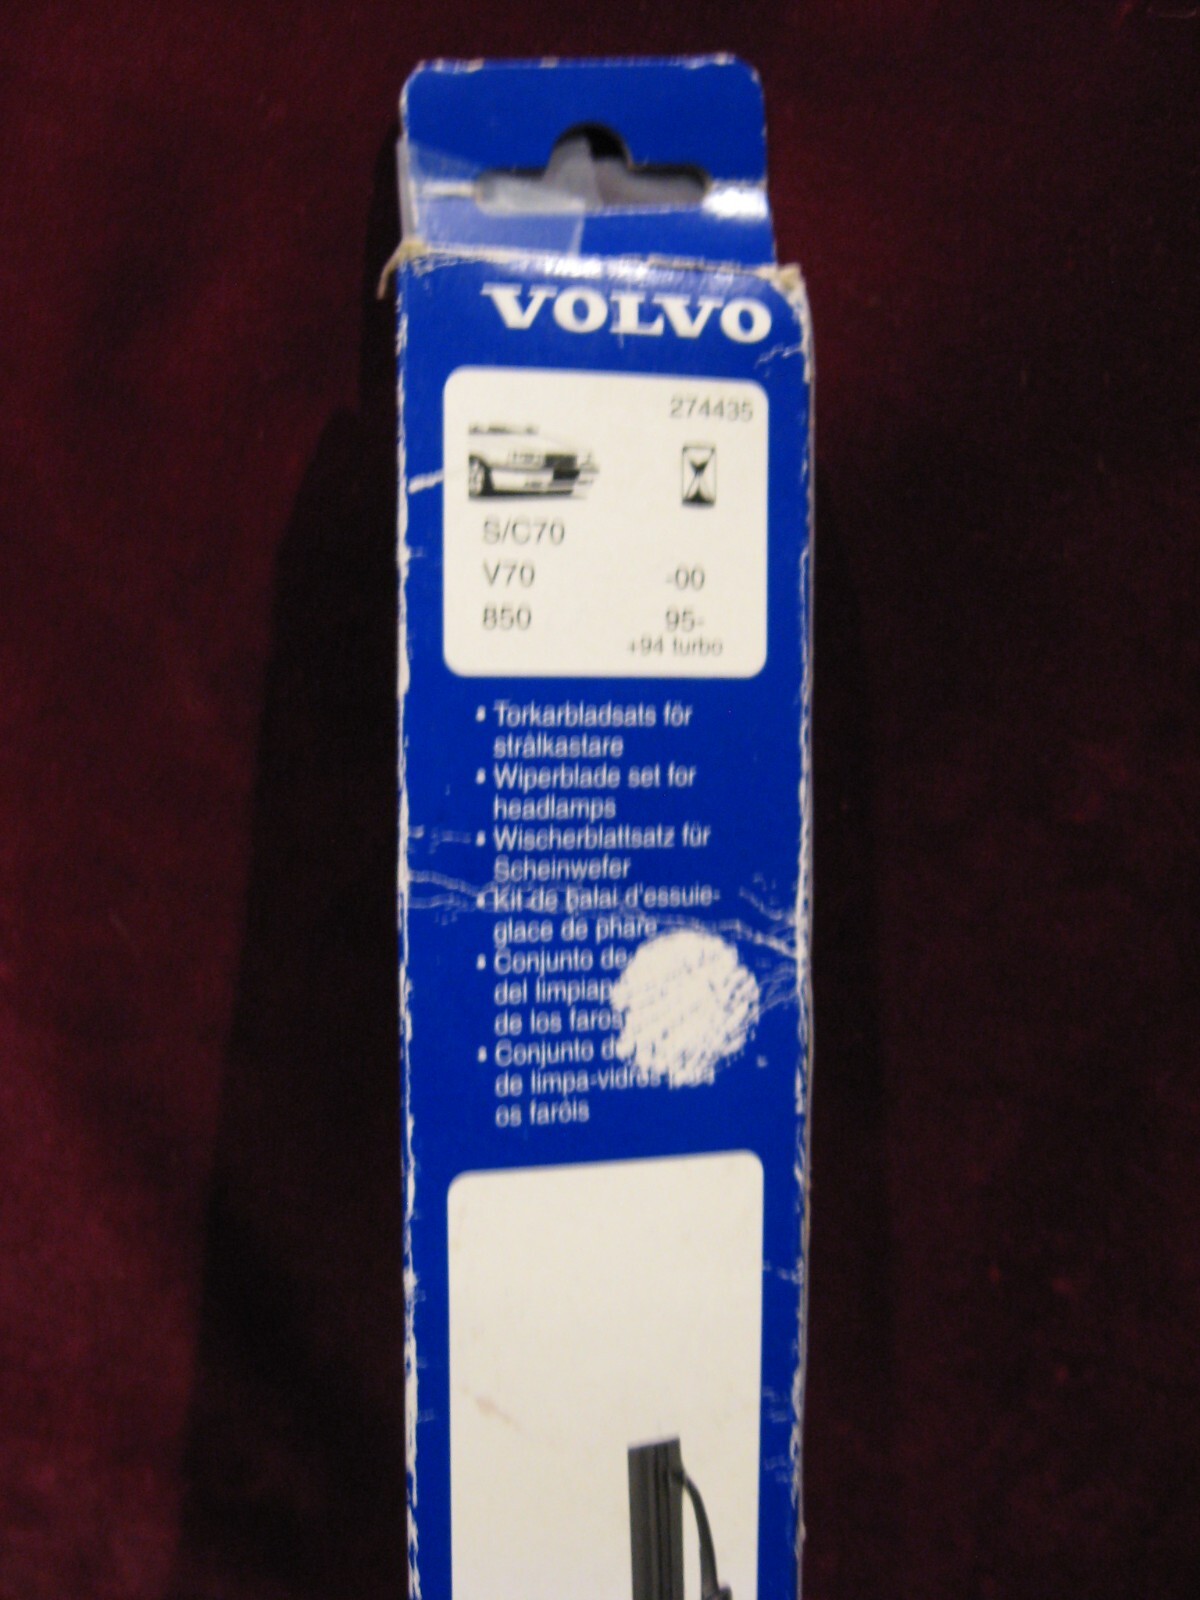 VOLVO
274435
S/C70
V70 -00
850 95-
+94 turbo
• Torkarbladsats för
strålkastare
• Wiperblade set for
headlamps
• Wischerblattsatz für
Scheinwefer
• Kit de balai d'essuie-
glace de phare
• Conjunto de
del
de los faros
• Conjunto
de limpa-vidros
os faróis